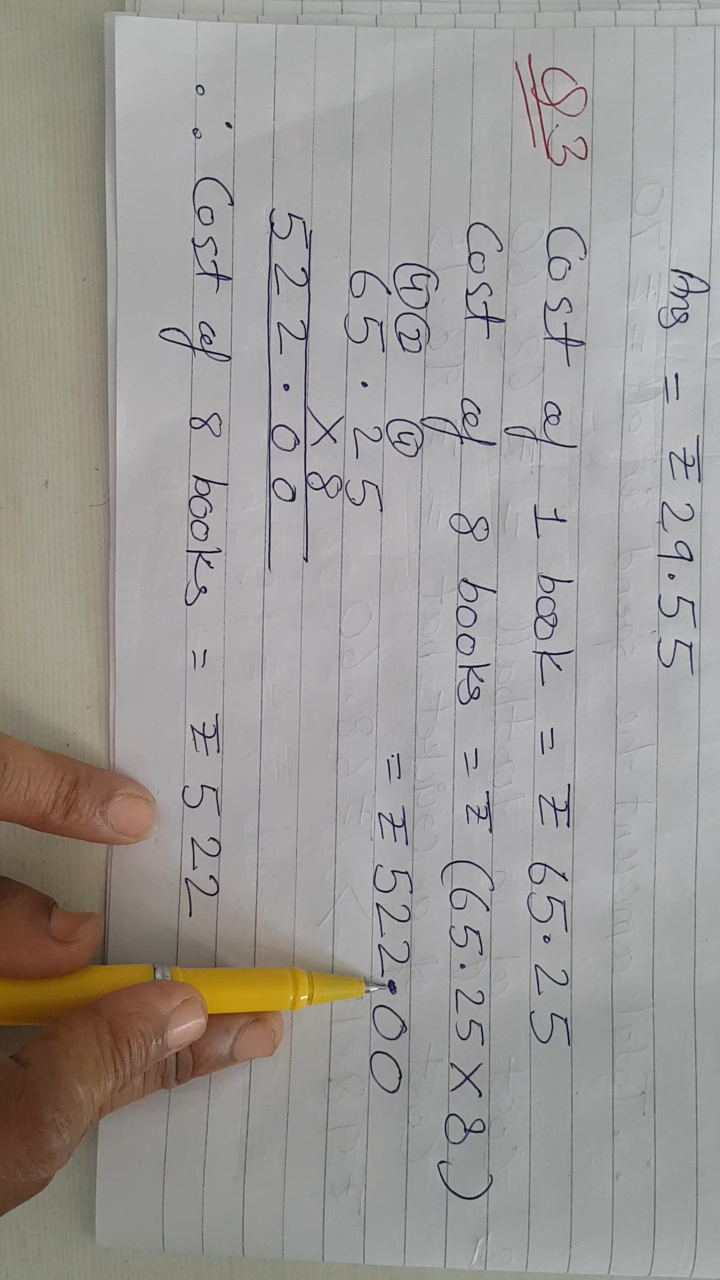 Ans = ₹29.55
Q.3
Cost of 1 book = ₹ 65.25
Cost of 8 books = ₹ (65.25 X 8)
= ₹ 522.00
4 2 4
65.25
X 8
522.00
∴ Cost of 8 books = ₹ 522